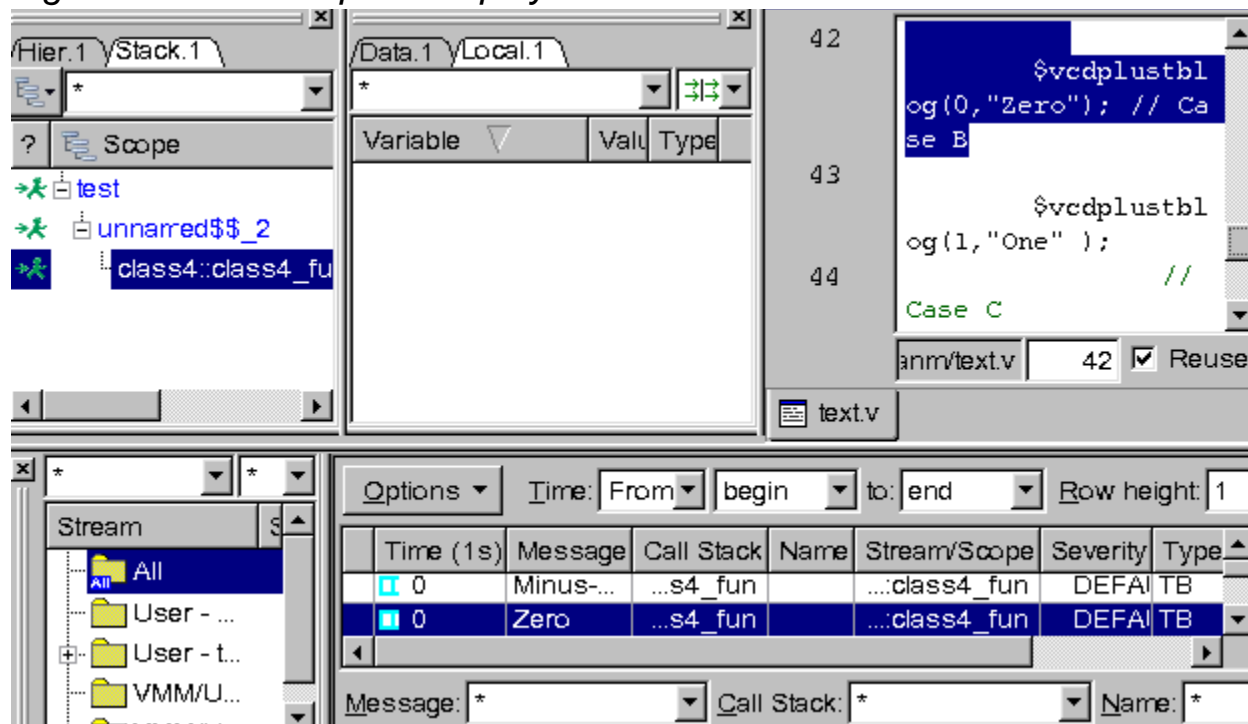 Hier.1 Stack.1
*
? Scope
test
unnamed$$_2
class4::class4_fu
Data.1 Local.1
*
Variable Valu Type
42
$vcdplustbl
og(0,"Zero"); // Ca
se B
43
$vcdplustbl
og(1,"One" );
44 //
Case C
anm/text.v 42 Reuse
text.v
* *
Stream S
All All
User - ...
User - t...
VMM/U...
Options Time: From begin to: end Row height: 1
Time (1s) Message Call Stack Name Stream/Scope Severity Type
0 Minus-... ...s4_fun ...:class4_fun DEFAI TB
0 Zero ...s4_fun ...:class4_fun DEFAI TB
Message: * Call Stack: * Name: *